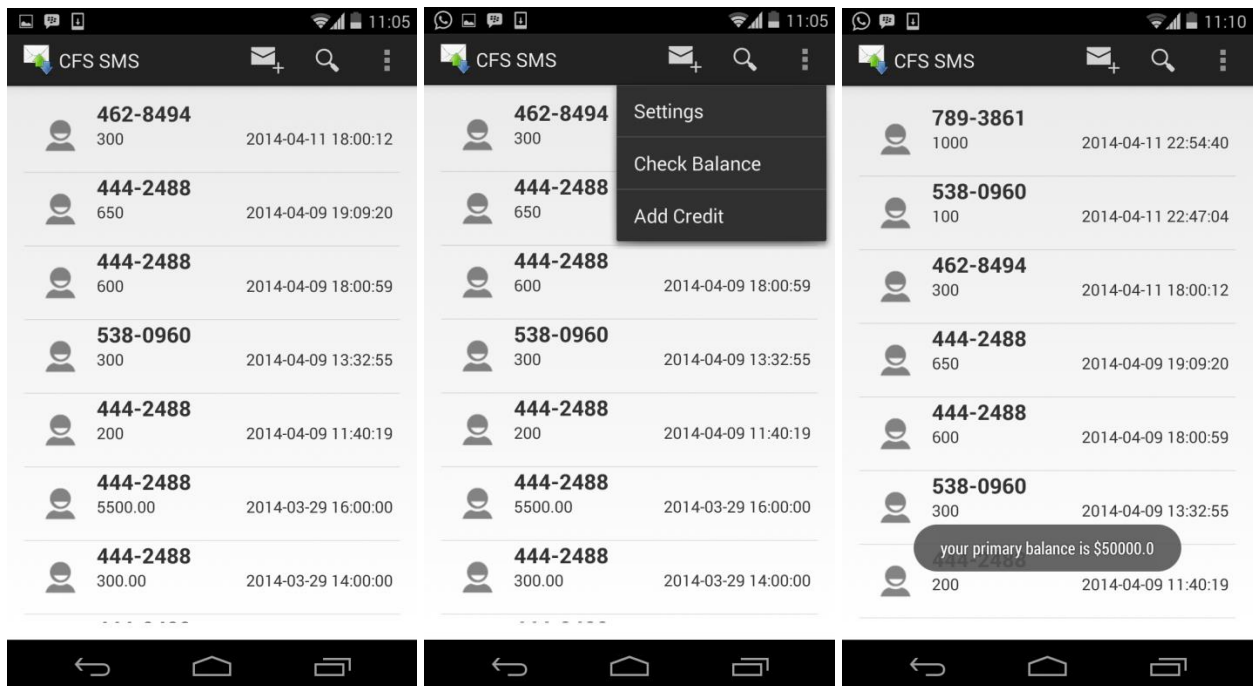 11:05
CFS SMS
462-8494
300 2014-04-11 18:00:12
444-2488
650 2014-04-09 19:09:20
444-2488
600 2014-04-09 18:00:59
538-0960
300 2014-04-09 13:32:55
444-2488
200 2014-04-09 11:40:19
444-2488
5500.00 2014-03-29 16:00:00
444-2488
300.00 2014-03-29 14:00:00
11:05
CFS SMS
Settings
Check Balance
Add Credit
462-8494
300
444-2488
650
444-2488
600 2014-04-09 18:00:59
538-0960
300 2014-04-09 13:32:55
444-2488
200 2014-04-09 11:40:19
444-2488
5500.00 2014-03-29 16:00:00
444-2488
300.00 2014-03-29 14:00:00
11:10
CFS SMS
789-3861
1000 2014-04-11 22:54:40
538-0960
100 2014-04-11 22:47:04
462-8494
300 2014-04-11 18:00:12
444-2488
650 2014-04-09 19:09:20
444-2488
600 2014-04-09 18:00:59
538-0960
300 2014-04-09 13:32:55
your primary balance is $50000.0
444-2488
200 2014-04-09 11:40:19